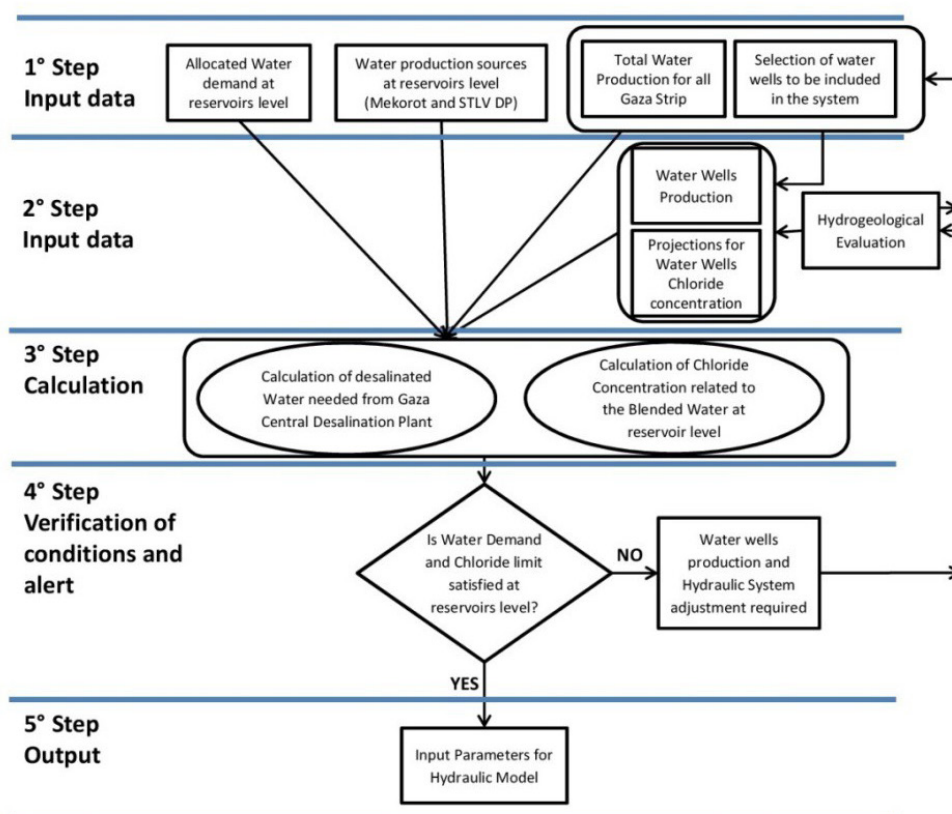 1° Step
Input data
Allocated Water
demand at
reservoirs level
Water production sources
at reservoirs level
(Mekorot and STLV DP)
Total Water
Production for all
Gaza Strip
Selection of water
wells to be included
in the system
2° Step
Input data
Water Wells
Production
Projections for
Water Wells
Chloride
concentration
Hydrogeological
Evaluation
3° Step
Calculation
Calculation of desalinated
Water needed from Gaza
Central Desalination Plant
Calculation of Chloride
Concentration related to
the Blended Water at
reservoir level
4° Step
Verification of
conditions and
alert
Is Water Demand
and Chloride limit
satisfied at
reservoirs level?
NO
Water wells
production and
Hydraulic System
adjustment required
YES
5° Step
Output
Input Parameters for
Hydraulic Model